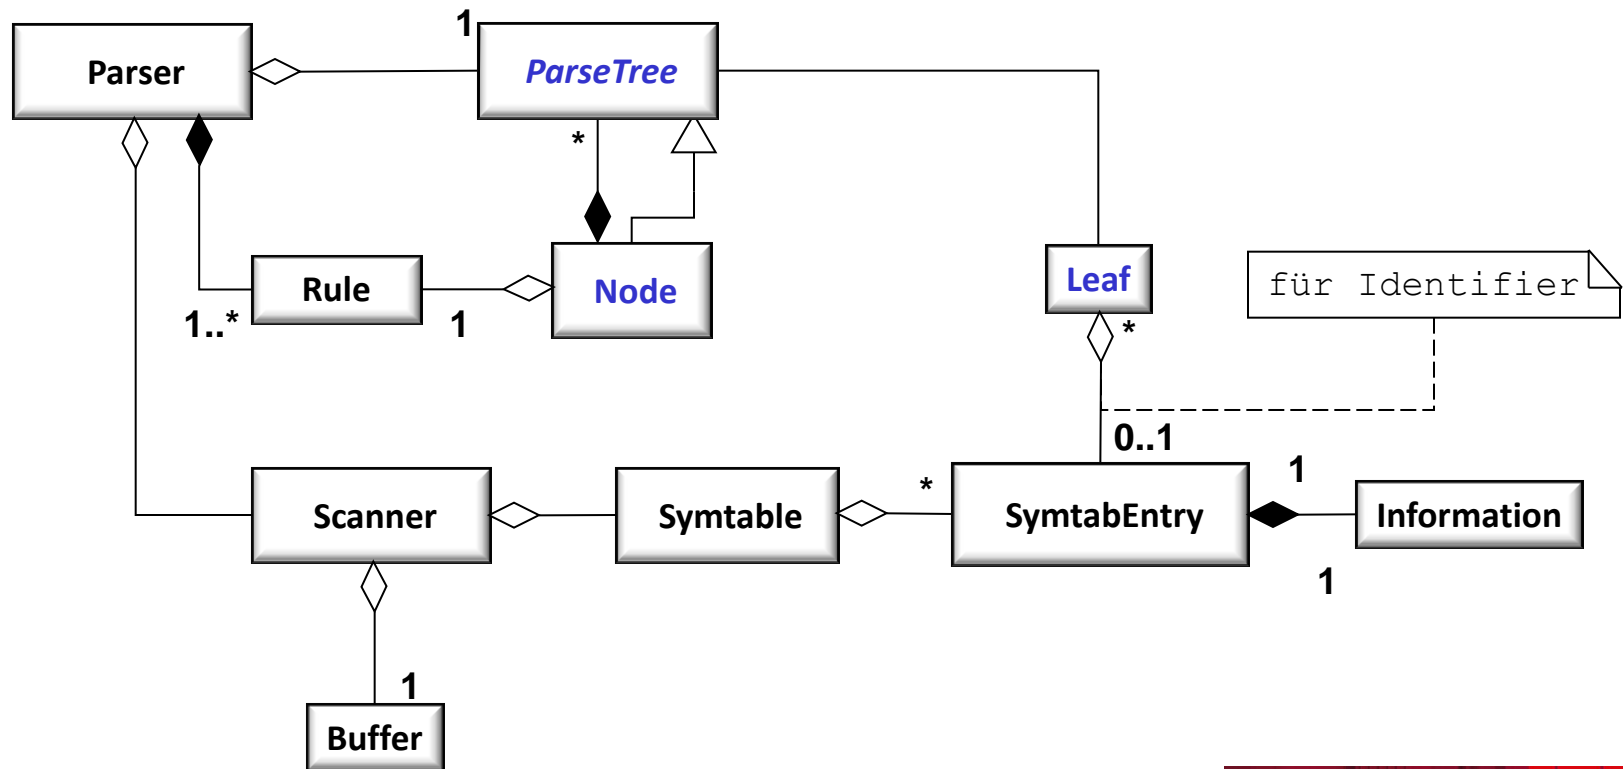 1
Parser
ParseTree
*
Rule
Node
Leaf
für Identifier
1..*
1
*
0..1
*
1
Scanner
Symtable
SymtabEntry
Information
1
1
Buffer